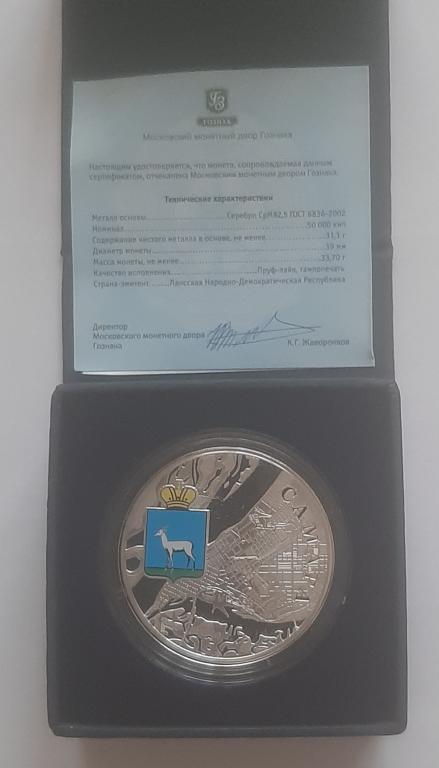 ГОЗНАК
Московский монетный двор Гознака
Настоящим удостоверяется, что монета, сопровождаемая данным
сертификатом, отчеканена Московским монетным двором Гознака.
Технические характеристики
Металл основы....................Серебро, СрМ92,5 ГОСТ 6836-2002
Номинал....................50 000 кип
Содержание чистого металла в основе, не менее....................31,1 г
Диаметр монеты....................39 мм
Масса монеты, не менее....................33,70 г
Качество исполнения....................Пруф-лайк, тампопечать
Страна-эмитент....................Лаосская Народно-Демократическая Республика
Директор
Московского монетного двора
Гознака К.Г. Жаворонков
САМАРА